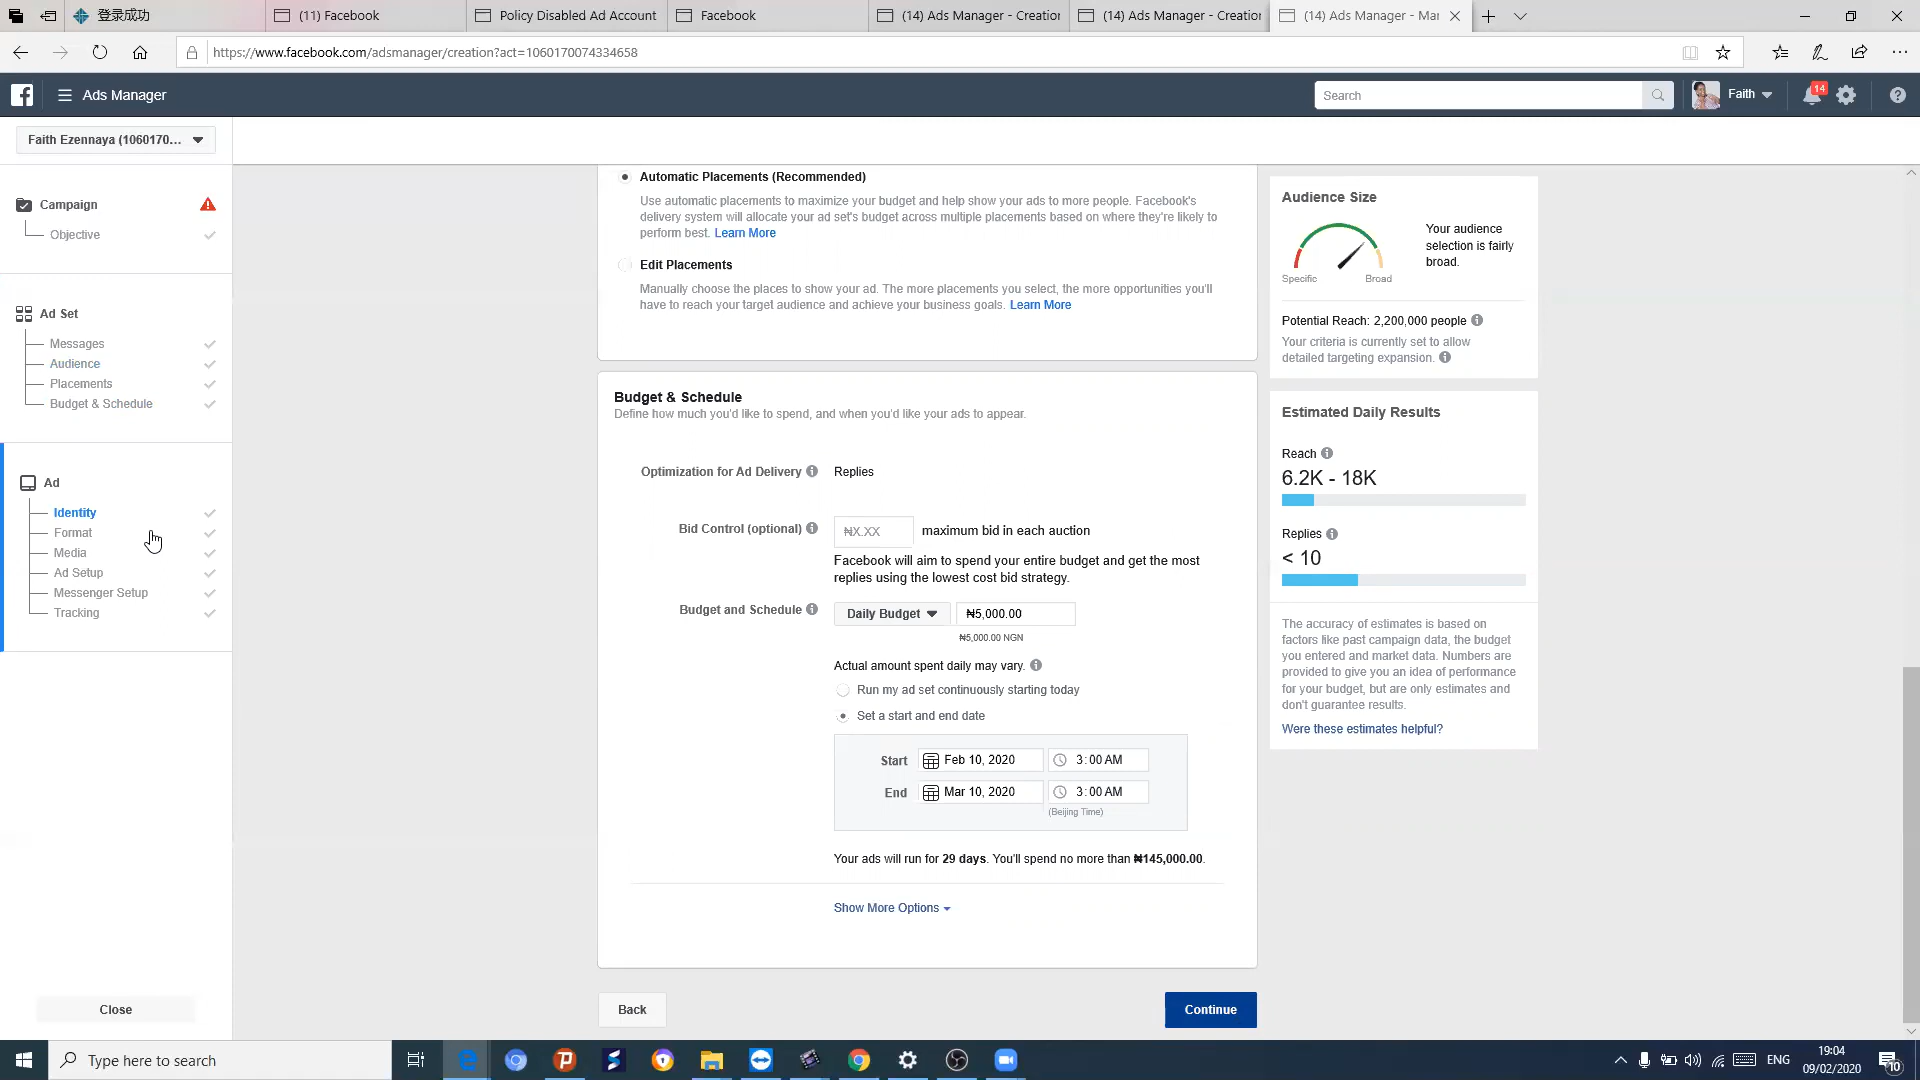 登录成功
(11) Facebook
Policy Disabled Ad Account
Facebook
(14) Ads Manager - Creation
(14) Ads Manager - Creation
(14) Ads Manager - Mar
https://www.facebook.com/adsmanager/creation?act=1060170074334658
Ads Manager
Search
Faith
14
Faith Ezennaya (1060170...
Campaign
Objective
Ad Set
Messages
Audience
Placements
Budget & Schedule
Ad
Identity
Format
Media
Ad Setup
Messenger Setup
Tracking
Close
Automatic Placements (Recommended)
Use automatic placements to maximize your budget and help show your ads to more people. Facebook's
delivery system will allocate your ad set's budget across multiple placements based on where they're likely to
perform best. Learn More
Edit Placements
Manually choose the places to show your ad. The more placements you select, the more opportunities you'll
have to reach your target audience and achieve your business goals. Learn More
Budget & Schedule
Define how much you'd like to spend, and when you'd like your ads to appear.
Optimization for Ad Delivery
Replies
Bid Control (optional)
₦X.XX
maximum bid in each auction
Facebook will aim to spend your entire budget and get the most
replies using the lowest cost bid strategy.
Budget and Schedule
Daily Budget
₦5,000.00
₦5,000.00 NGN
Actual amount spent daily may vary.
Run my ad set continuously starting today
Set a start and end date
Start
Feb 10, 2020
3:00 AM
End
Mar 10, 2020
3:00 AM
(Beijing Time)
Your ads will run for 29 days. You'll spend no more than ₦145,000.00.
Show More Options
Back
Continue
Audience Size
Your audience
selection is fairly
broad.
Specific
Broad
Potential Reach: 2,200,000 people
Your criteria is currently set to allow
detailed targeting expansion.
Estimated Daily Results
Reach
6.2K - 18K
Replies
< 10
The accuracy of estimates is based on
factors like past campaign data, the budget
you entered and market data. Numbers are
provided to give you an idea of performance
for your budget, but are only estimates and
don't guarantee results.
Were these estimates helpful?
Type here to search
ENG
19:04
09/02/2020
10